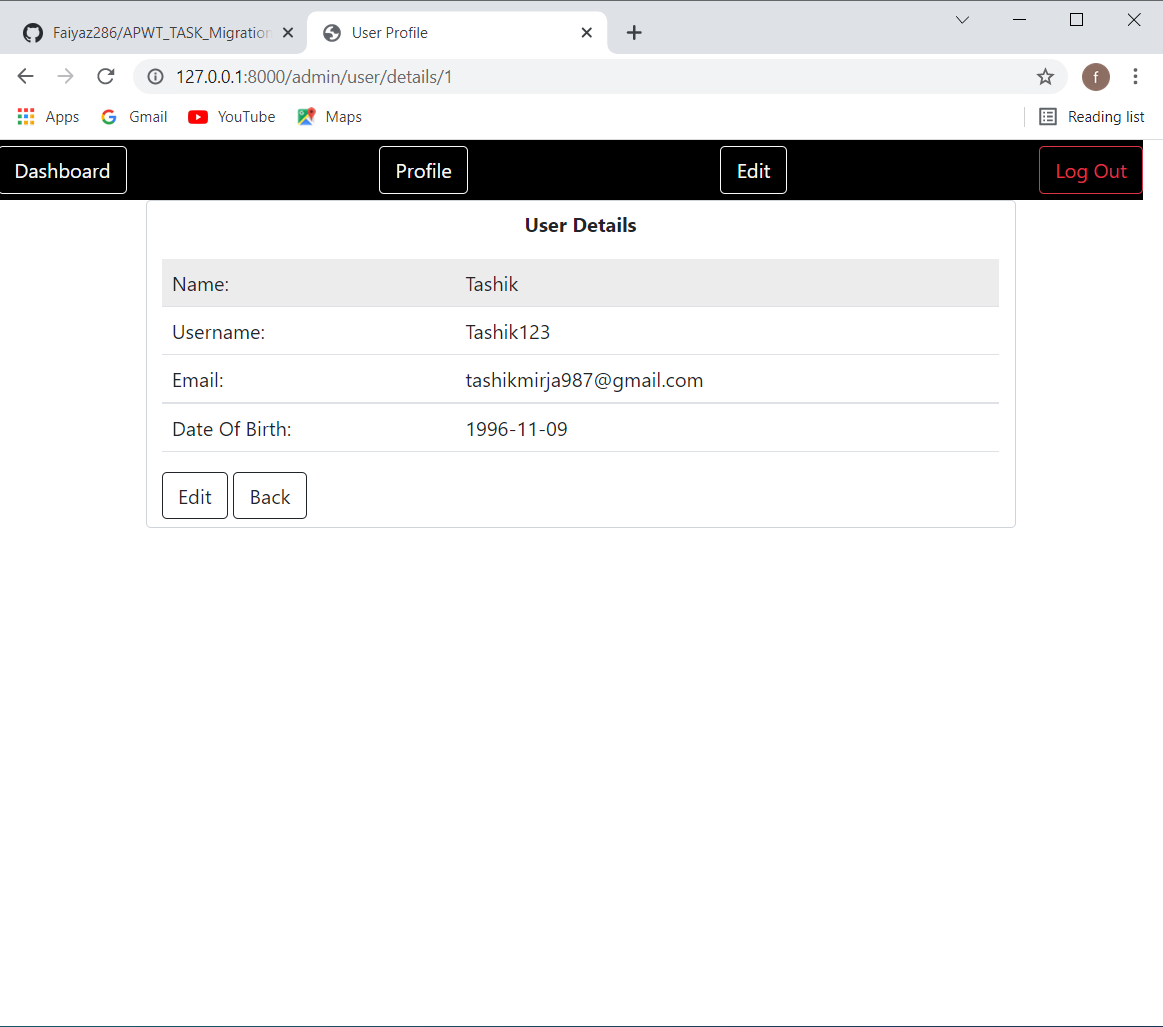 Faiyaz286/APWT_TASK_Migration User Profile
127.0.0.1:8000/admin/user/details/1 f
Apps Gmail YouTube Maps Reading list
Dashboard Profile Edit Log Out
User Details
Name: Tashik
Username: Tashik123
Email: tashikmirja987@gmail.com
Date Of Birth: 1996-11-09
Edit Back